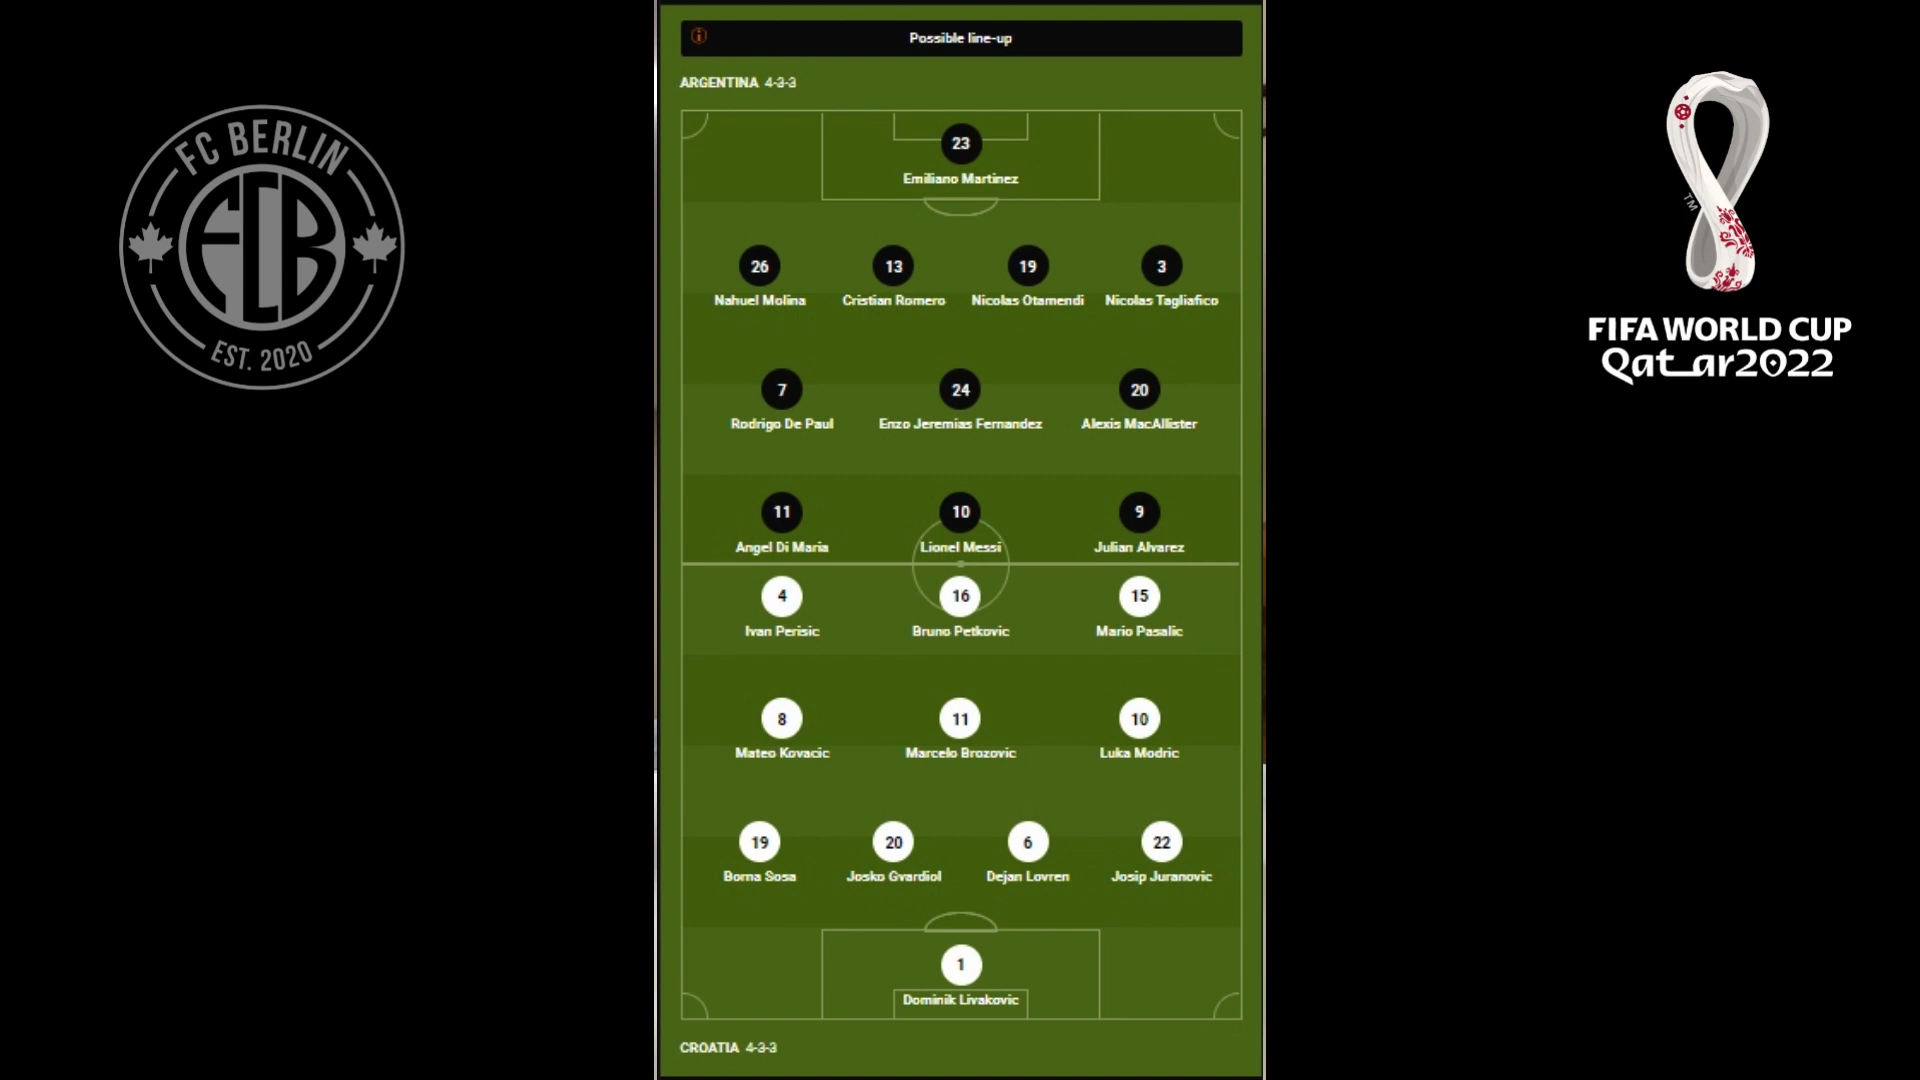 Possible line-up
ARGENTINA 4-3-3
FC BERLIN
FCB
EST. 2020
TM
FIFA WORLD CUP
Qatar2022
23
Emiliano Martinez
26 13 19 3
Nahuel Molina Cristian Romero Nicolas Otamendi Nicolas Tagliafico
7 24 20
Rodrigo De Paul Enzo Jeremias Fernandez Alexis MacAllister
11 10 9
Angel Di Maria Lionel Messi Julian Alvarez
4 16 15
Ivan Perisic Bruno Petkovic Mario Pasalic
8 11 10
Mateo Kovacic Marcelo Brozovic Luka Modric
19 20 6 22
Borna Sosa Josko Gvardiol Dejan Lovren Josip Juranovic
1
Dominik Livakovic
CROATIA 4-3-3